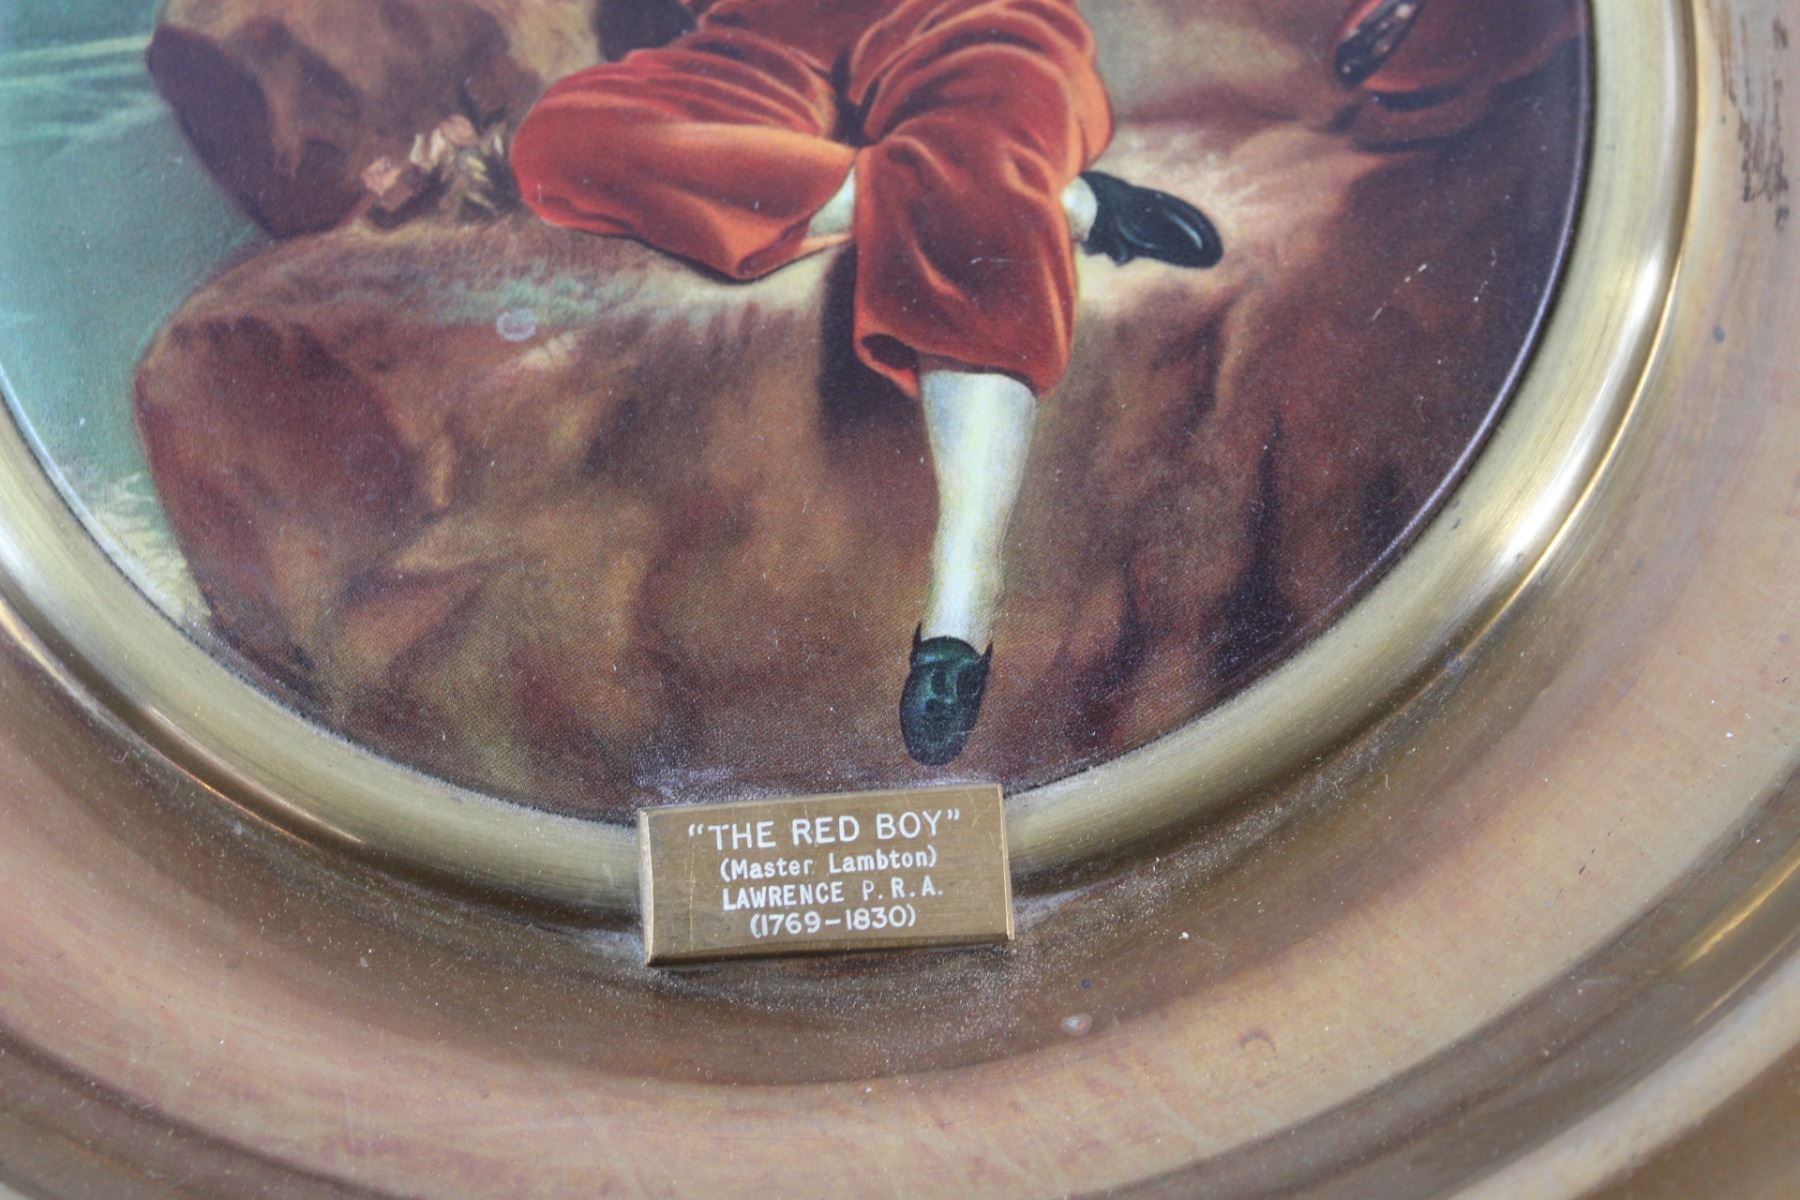 “THE RED BOY”
(Master Lambton)
LAWRENCE P.R.A.
(1769–1830)